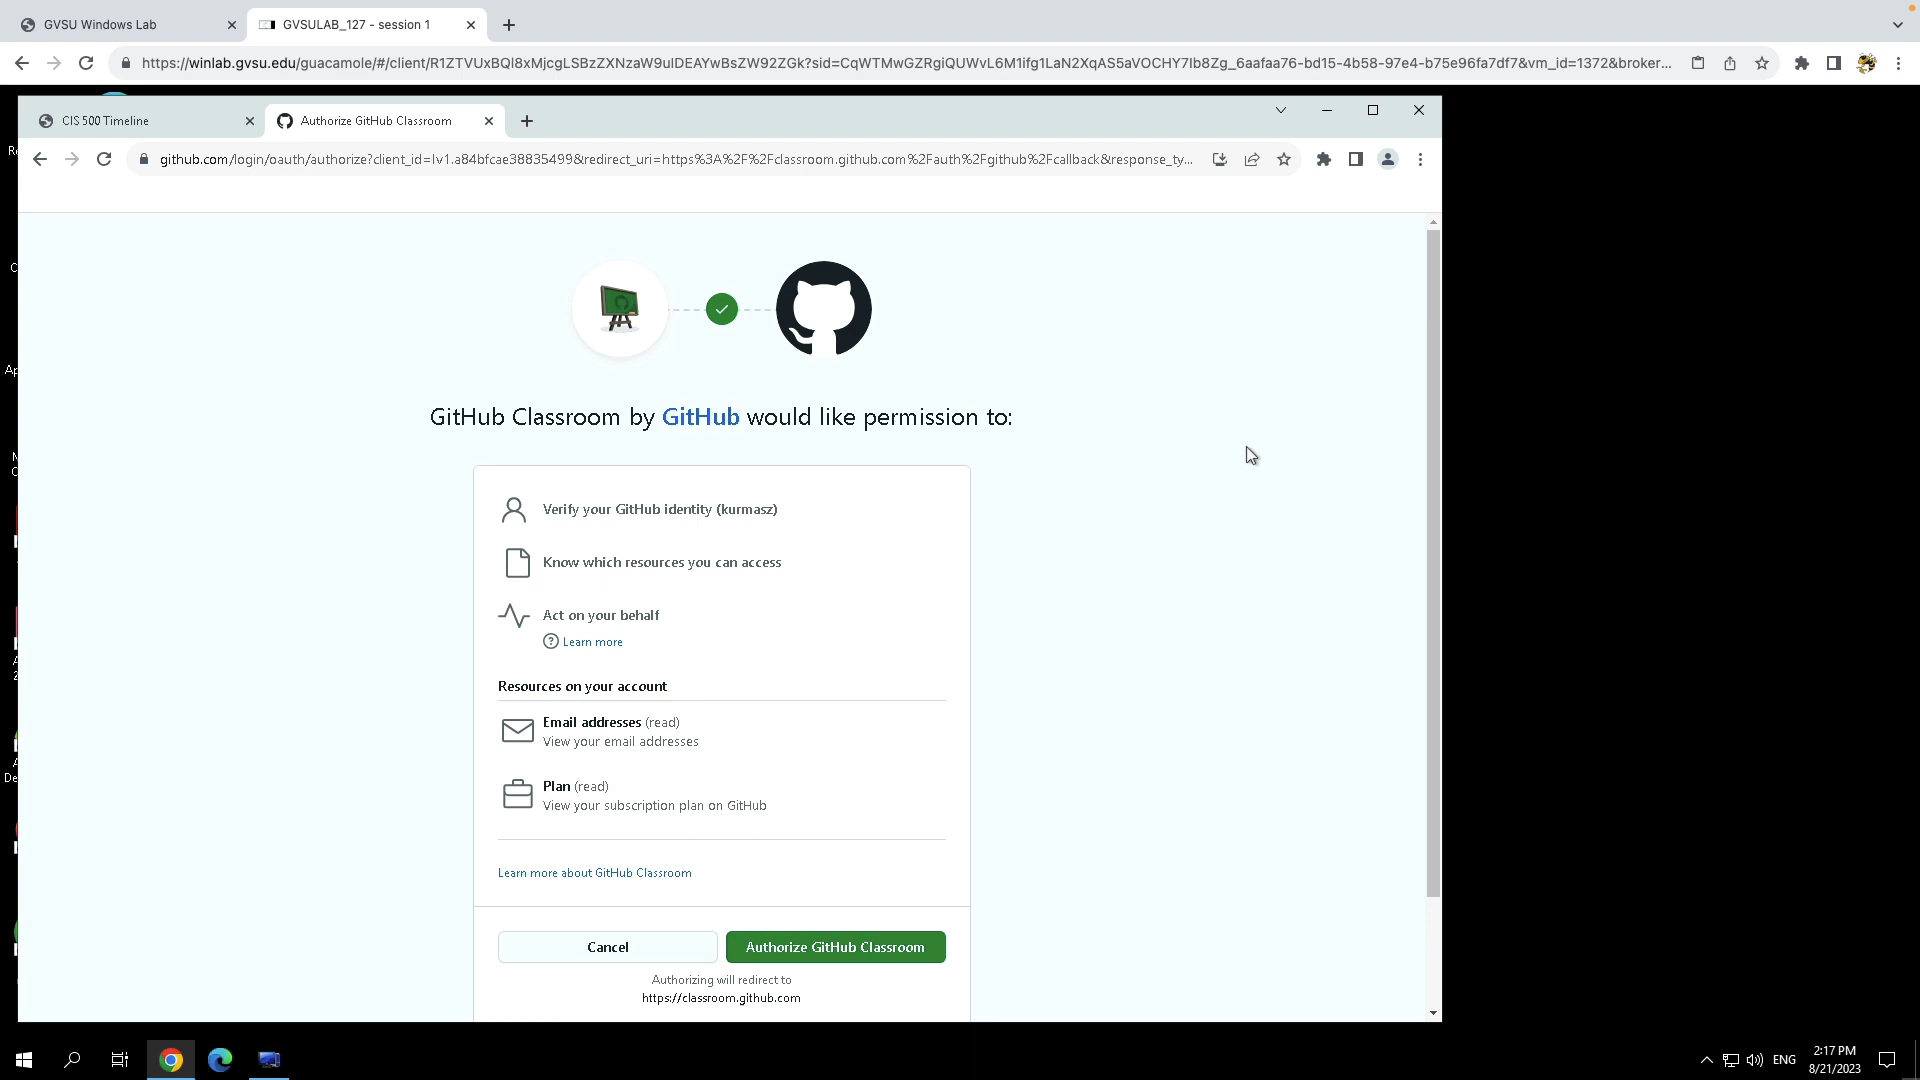 GVSU Windows Lab
GVSULAB_127 - session 1
https://winlab.gvsu.edu/guacamole/#/client/R1ZTVUxBQl8xMjcgLSBzZXNzaW9uIDEAYwBsZW92ZGk?sid=CqWTMwGZRgiQUWvL6M1ifg1LaN2XqAS5aVOCHY7Ib8Zg_6aafaa76-bd15-4b58-97e4-b75e96fa7df7&vm_id=1372&broker...
CIS 500 Timeline
Authorize GitHub Classroom
github.com/login/oauth/authorize?client_id=Iv1.a84bfcae38835499&redirect_uri=https%3A%2F%2Fclassroom.github.com%2Fauth%2Fgithub%2Fcallback&response_ty...
GitHub Classroom by GitHub would like permission to:
Verify your GitHub identity (kurmasz)
Know which resources you can access
Act on your behalf
Learn more
Resources on your account
Email addresses (read)
View your email addresses
Plan (read)
View your subscription plan on GitHub
Learn more about GitHub Classroom
Cancel
Authorize GitHub Classroom
Authorizing will redirect to
https://classroom.github.com
ENG
2:17 PM
8/21/2023